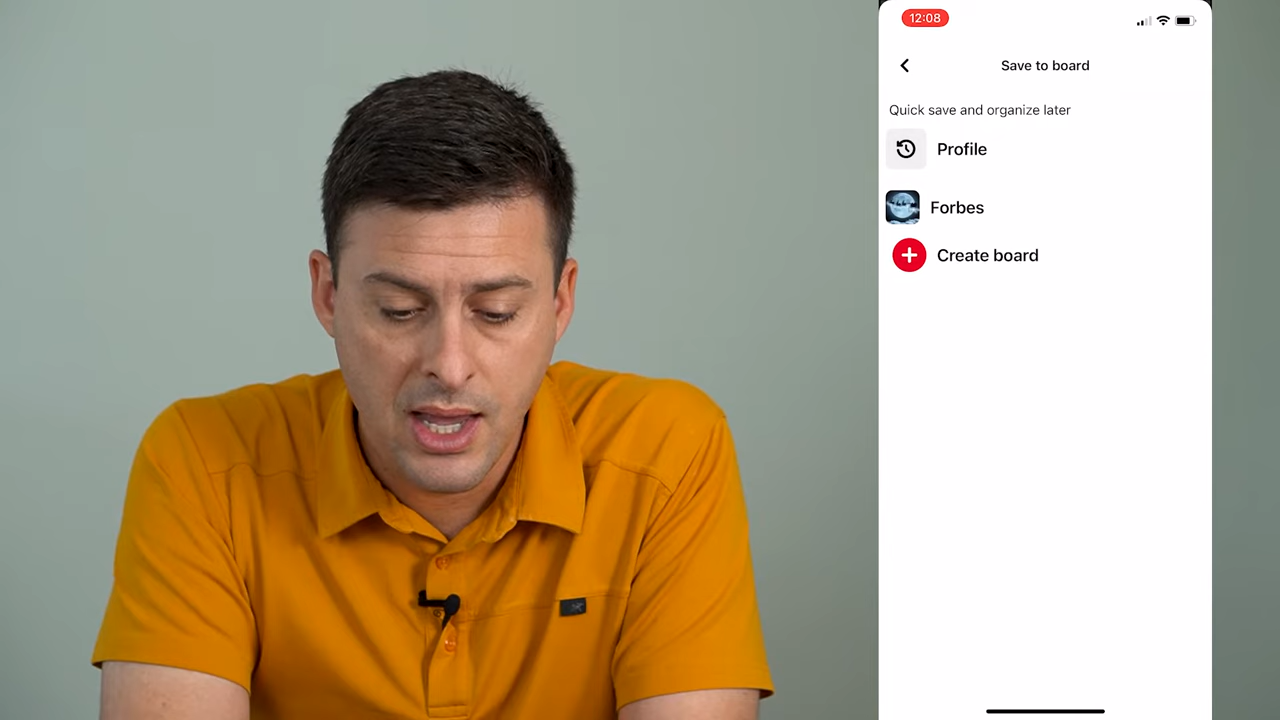 12:08
Save to board
Quick save and organize later
Profile
Forbes
Create board